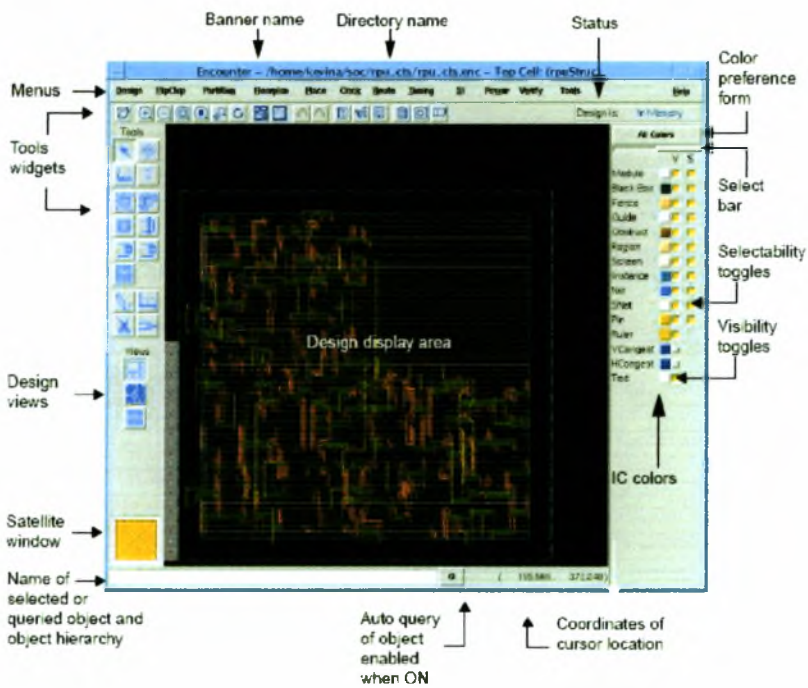 Banner name
Directory name
Status
Encounter - /home/kevina/soc/rpu_cts/rpu_cts.enc - Top Cell: (rpuStruc
Color
preference
form
Menus
Design FlipChip Partition Floorplan Place Clock Route Timing SI Power Verify Tools Help
Design is: In Memory
Tools
widgets
Tools
All Colors
V S
Module
Black Box
Fence
Guide
Obstruct
Region
Screen
Instance
Net
SNet
Pin
Ruler
VCongest
HCongest
Text
Select
bar
Selectability
toggles
Visibility
toggles
Design display area
Views
Design
views
IC colors
Satellite
window
Name of
selected or
queried object and
object hierarchy
Q
Auto query
of object
enabled
when ON
Coordinates of
cursor location